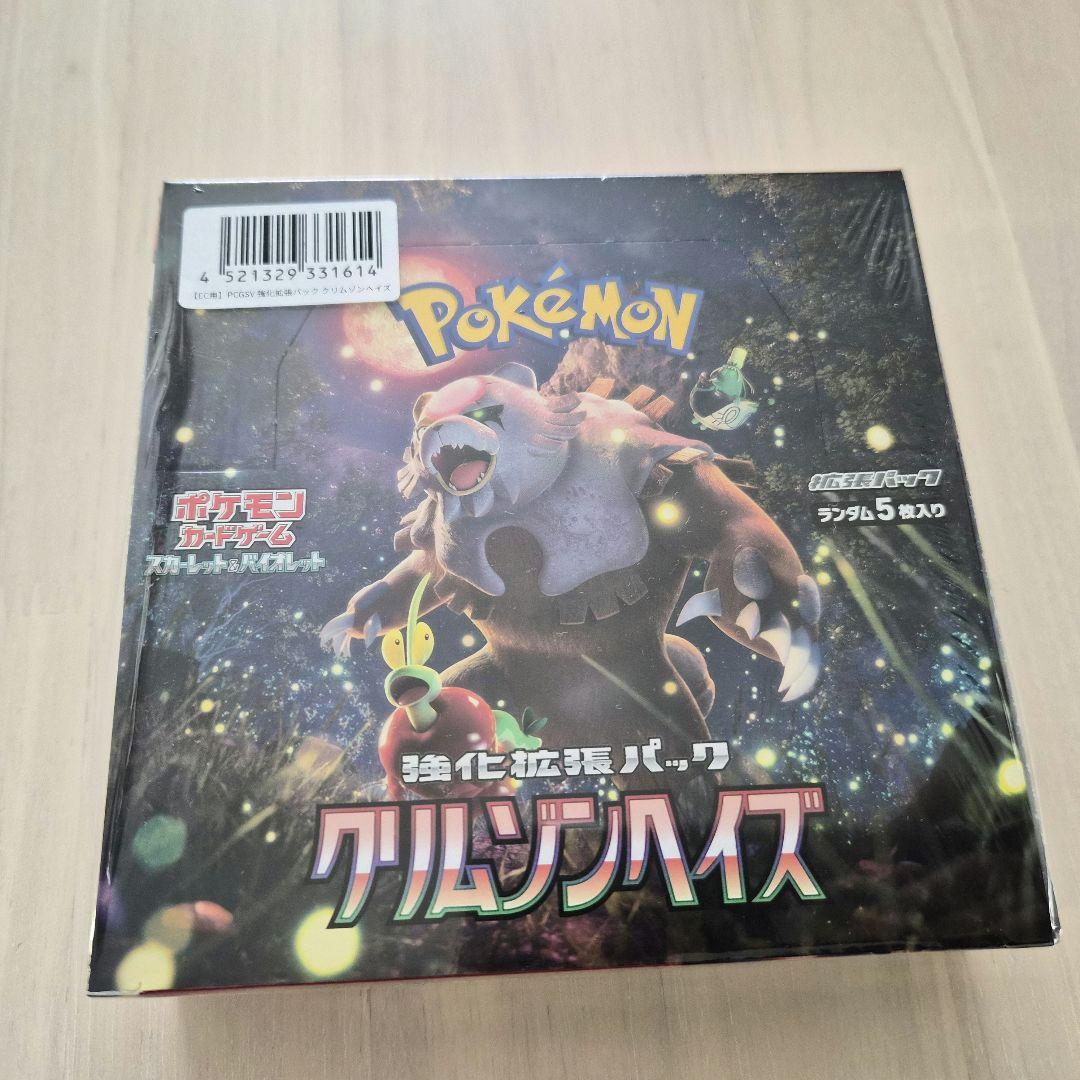 4 521329 331614
【EC用】PCGSV 強化拡張パック クリムゾンヘイズ
POKéMON
ポケモン
カードゲーム
スカーレット&バイオレット
拡張パック
ランダム5枚入り
強化拡張パック
クリムゾンヘイズ